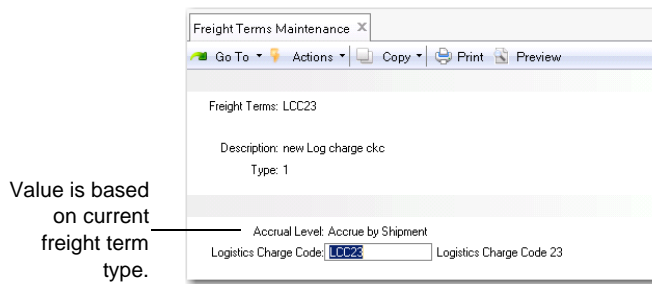 Freight Terms Maintenance X
Go To Actions Copy Print Preview
Freight Terms: LCC23
Description: new Log charge ckc
Type: 1
Value is based
on current
freight term
type.
Accrual Level: Accrue by Shipment
Logistics Charge Code: LCC23 Logistics Charge Code 23